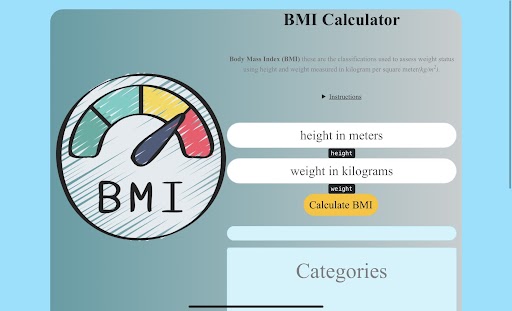 BMI Calculator
Body Mass Index (BMI) these are the classifications used to assess weight status
using height and weight measured in kilogram per square meter(kg/m²).
Instructions
height in meters
height
weight in kilograms
weight
Calculate BMI
BMI
Categories